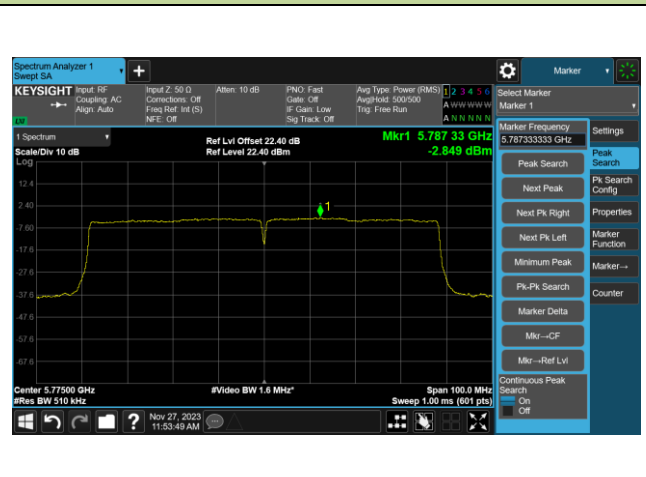 Spectrum Analyzer 1
Swept SA
Marker
KEYSIGHT
Input: RF
Coupling: AC
Align: Auto
Input Z: 50 Ω
Corrections: Off
Freq Ref: Int (S)
NFE: Off
Atten: 10 dB
PNO: Fast
Gate: Off
IF Gain: Low
Sig Track: Off
Avg Type: Power (RMS)
Avg|Hold: 500/500
Trig: Free Run
1 2 3 4 5 6
A W W W W W
A N N N N N
Select Marker
Marker 1
1 Spectrum
Scale/Div 10 dB
Log
Ref Lvl Offset 22.40 dB
Ref Level 22.40 dBm
Mkr1 5.787 33 GHz
-2.849 dBm
12.4
2.40
-7.60
-17.6
-27.6
-37.6
-47.6
-57.6
-67.6
1
Center 5.77500 GHz
#Res BW 510 kHz
#Video BW 1.6 MHz*
Span 100.0 MHz
Sweep 1.00 ms (601 pts)
Marker Frequency
5.787333333 GHz
Peak Search
Next Peak
Next Pk Right
Next Pk Left
Minimum Peak
Pk-Pk Search
Marker Delta
Mkr→CF
Mkr→Ref Lvl
Continuous Peak
Search
On
Off
Settings
Peak
Search
Pk Search
Config
Properties
Marker
Function
Marker→
Counter
?
Nov 27, 2023
11:53:49 AM